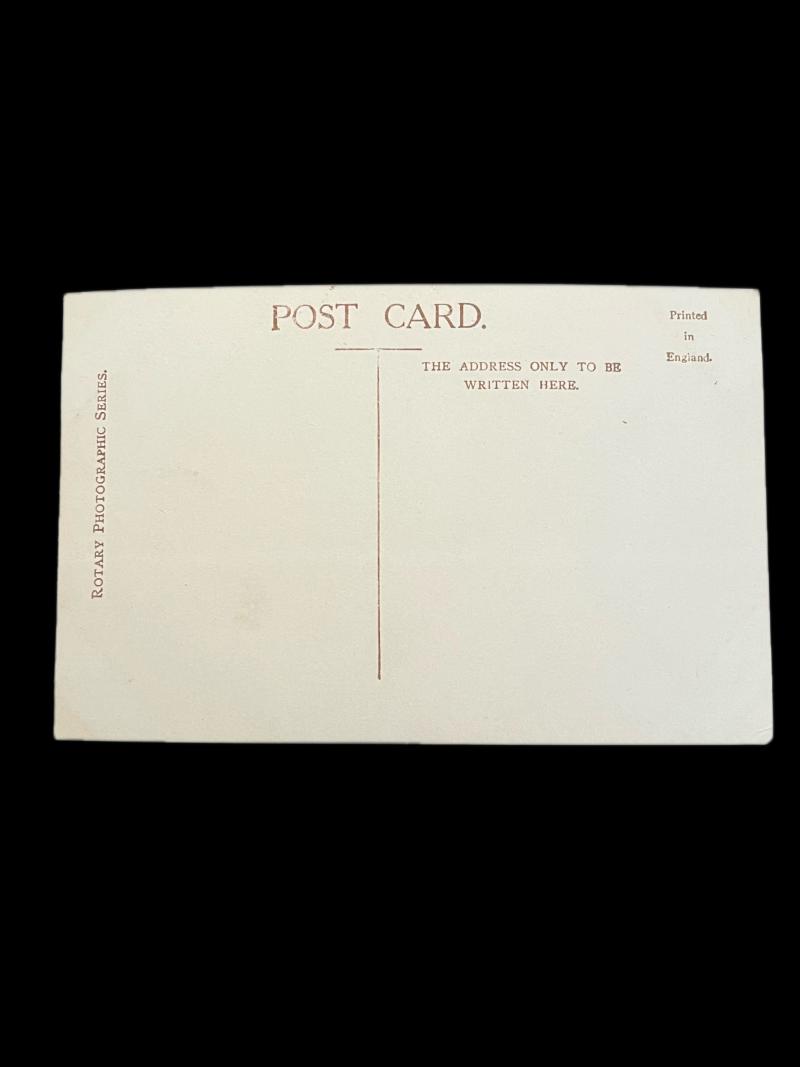 POST CARD.
Printed
in
England.
THE ADDRESS ONLY TO BE
WRITTEN HERE.
ROTARY PHOTOGRAPHIC SERIES.